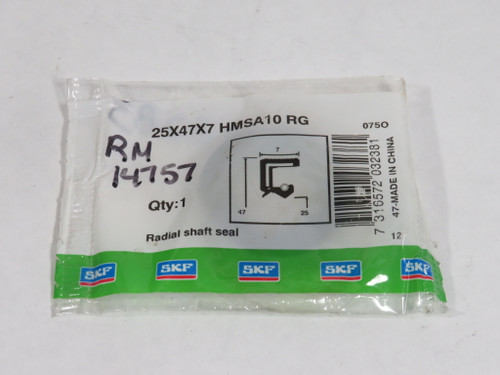 25X47X7 HMSA10 RG
075O
RM
14757
7
47
25
Qty:1
Radial shaft seal
7 316572 032381
47-MADE IN CHINA
12
SKF SKF SKF SKF SKF